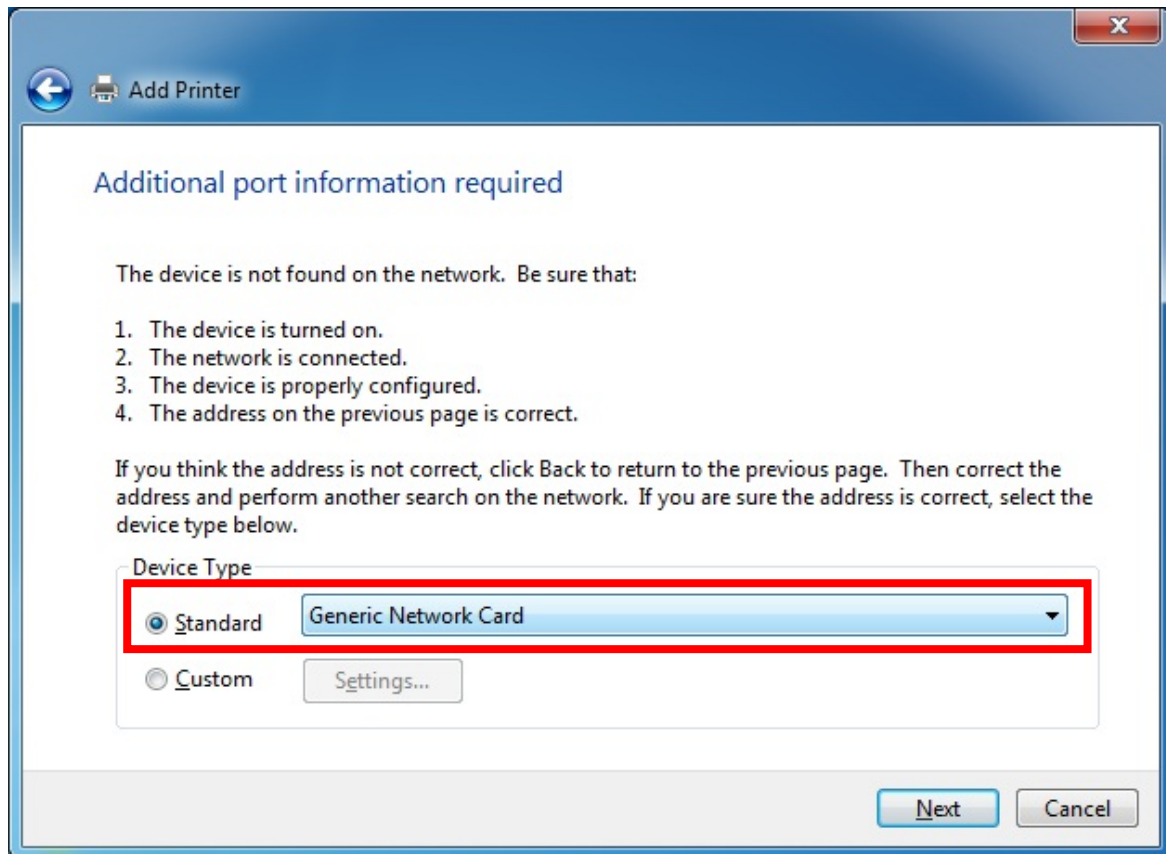 Add Printer
Additional port information required
The device is not found on the network.  Be sure that:
1.  The device is turned on.
2.  The network is connected.
3.  The device is properly configured.
4.  The address on the previous page is correct.
If you think the address is not correct, click Back to return to the previous page.  Then correct the
address and perform another search on the network.  If you are sure the address is correct, select the
device type below.
Device Type
Standard Generic Network Card
Custom Settings...
Next Cancel